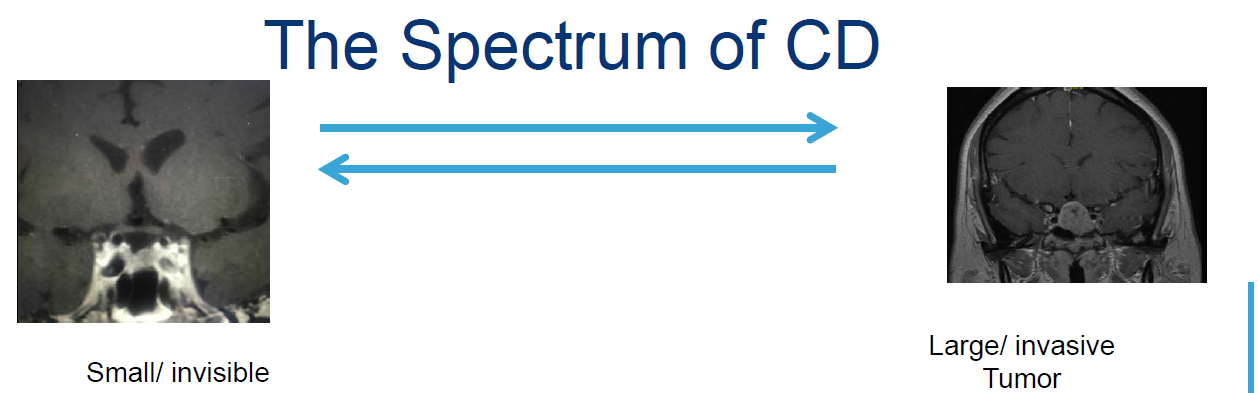 The Spectrum of CD
Small/ invisible
Large/ invasive
Tumor